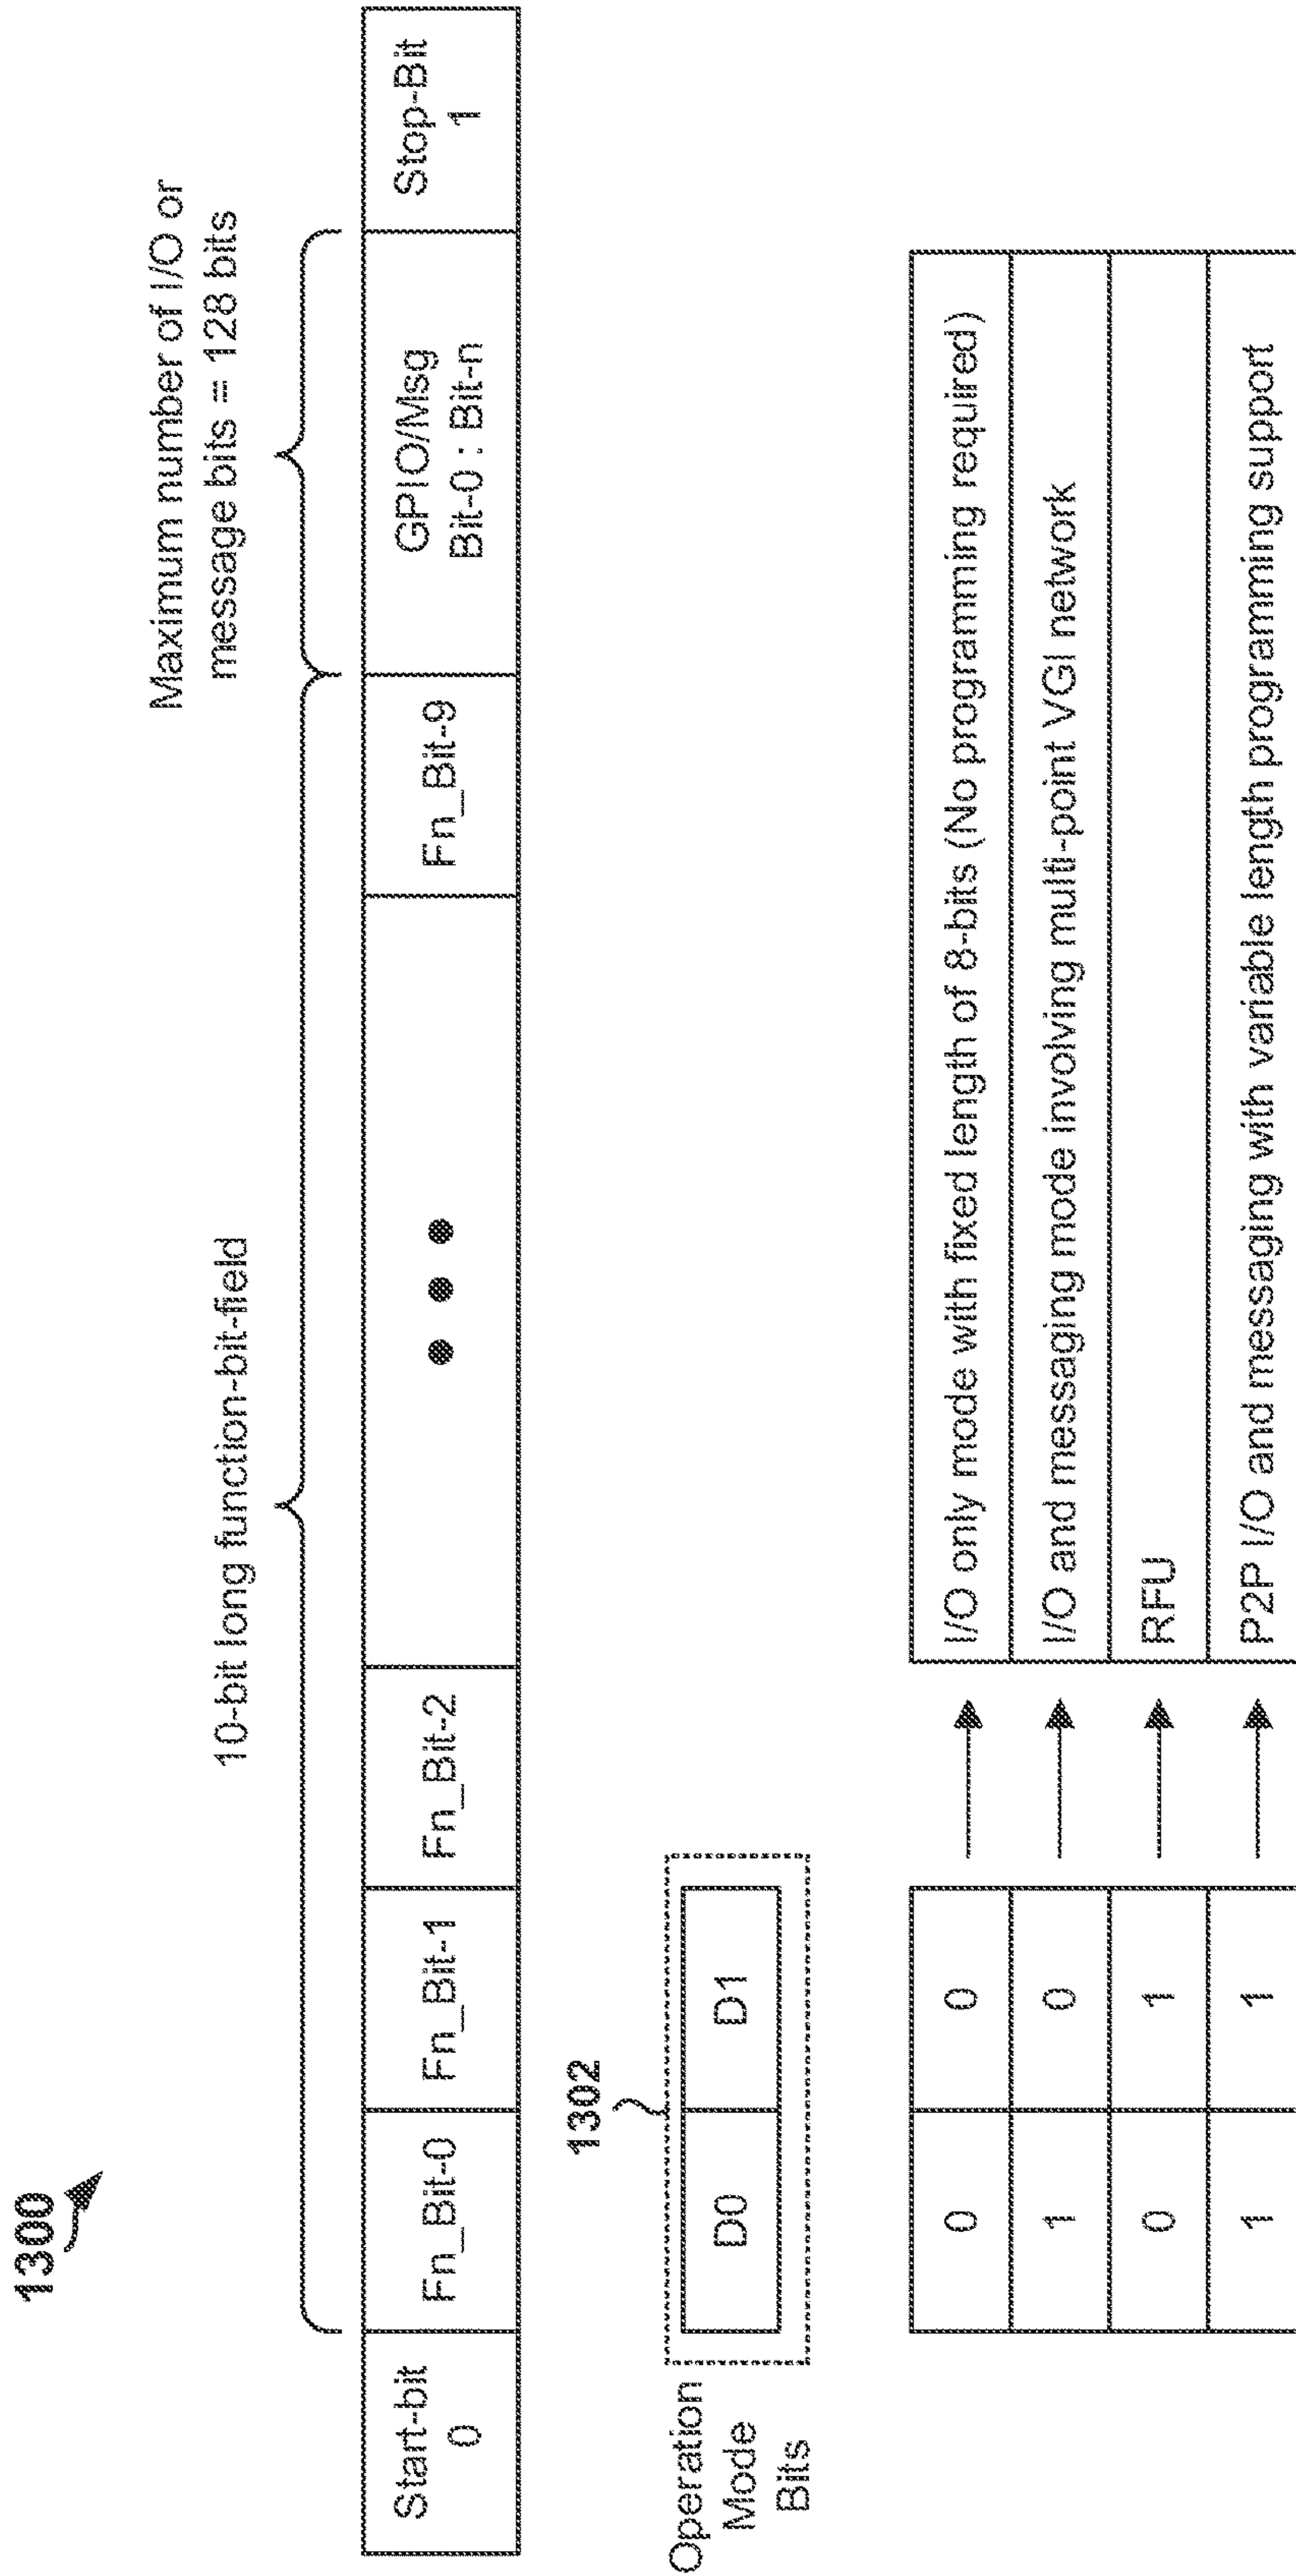 1300
10-bit long function-bit-field
Maximum number of I/O or
message bits = 128 bits
Start-bit
0
Fn_Bit-0
Fn_Bit-1
Fn_Bit-2
Fn_Bit-9
GPIO/Msg
Bit-0 : Bit-n
Stop-Bit
1
1302
Operation
Mode
Bits
D0
D1
0 0 I/O only mode with fixed length of 8-bits (No programming required)
1 0 I/O and messaging mode involving multi-point VGI network
0 1 RFU
1 1 P2P I/O and messaging with variable length programming support